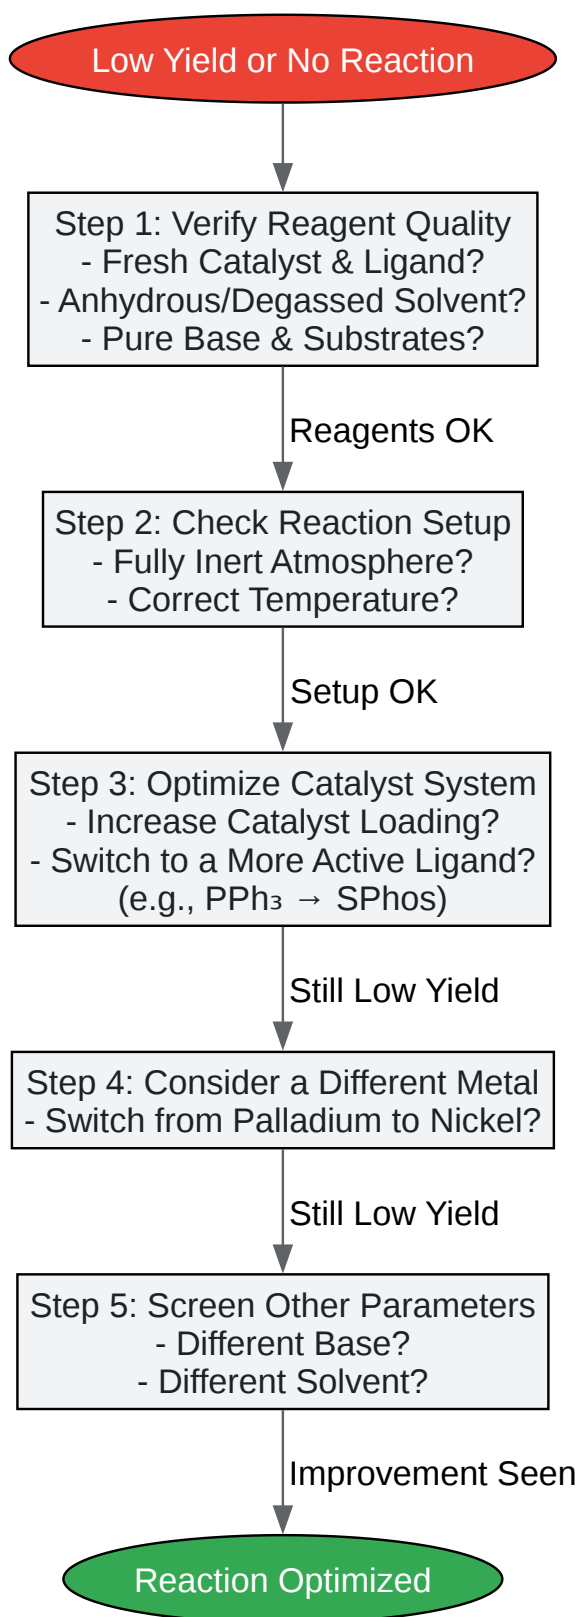 Low Yield or No Reaction
Step 1: Verify Reagent Quality
- Fresh Catalyst & Ligand?
- Anhydrous/Degassed Solvent?
- Pure Base & Substrates?
Reagents OK
Step 2: Check Reaction Setup
- Fully Inert Atmosphere?
- Correct Temperature?
Setup OK
Step 3: Optimize Catalyst System
- Increase Catalyst Loading?
- Switch to a More Active Ligand?
(e.g., PPh₃ → SPhos)
Still Low Yield
Step 4: Consider a Different Metal
- Switch from Palladium to Nickel?
Still Low Yield
Step 5: Screen Other Parameters
- Different Base?
- Different Solvent?
Improvement Seen
Reaction Optimized